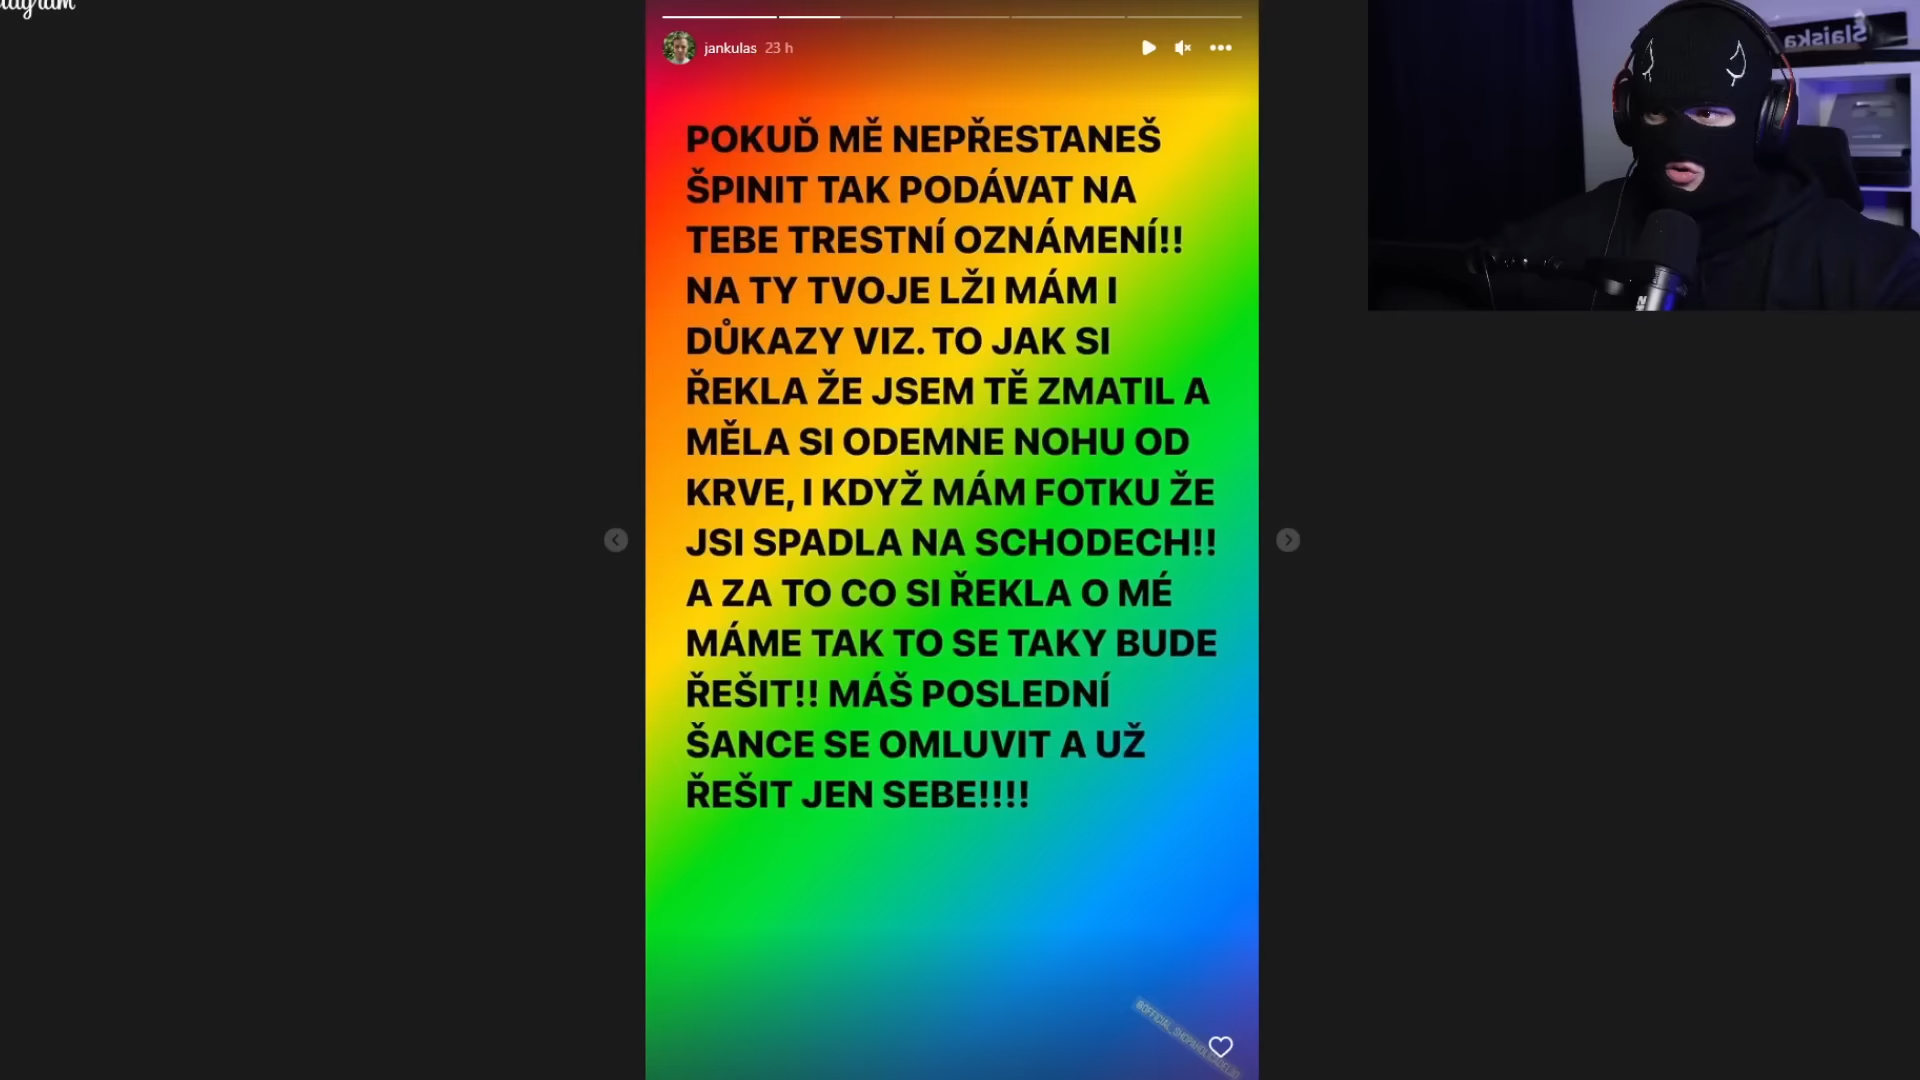 jankulas 23 h
POKUĎ MĚ NEPŘESTANEŠ
ŠPINIT TAK PODÁVAT NA
TEBE TRESTNÍ OZNÁMENÍ!!
NA TY TVOJE LŽI MÁM I
DŮKAZY VIZ. TO JAK SI
ŘEKLA ŽE JSEM TĚ ZMATIL A
MĚLA SI ODEMNE NOHU OD
KRVE, I KDYŽ MÁM FOTKU ŽE
JSI SPADLA NA SCHODECH!!
A ZA TO CO SI ŘEKLA O MÉ
MÁME TAK TO SE TAKY BUDE
ŘEŠIT!! MÁŠ POSLEDNÍ
ŠANCE SE OMLUVIT A UŽ
ŘEŠIT JEN SEBE!!!!
Slaiska